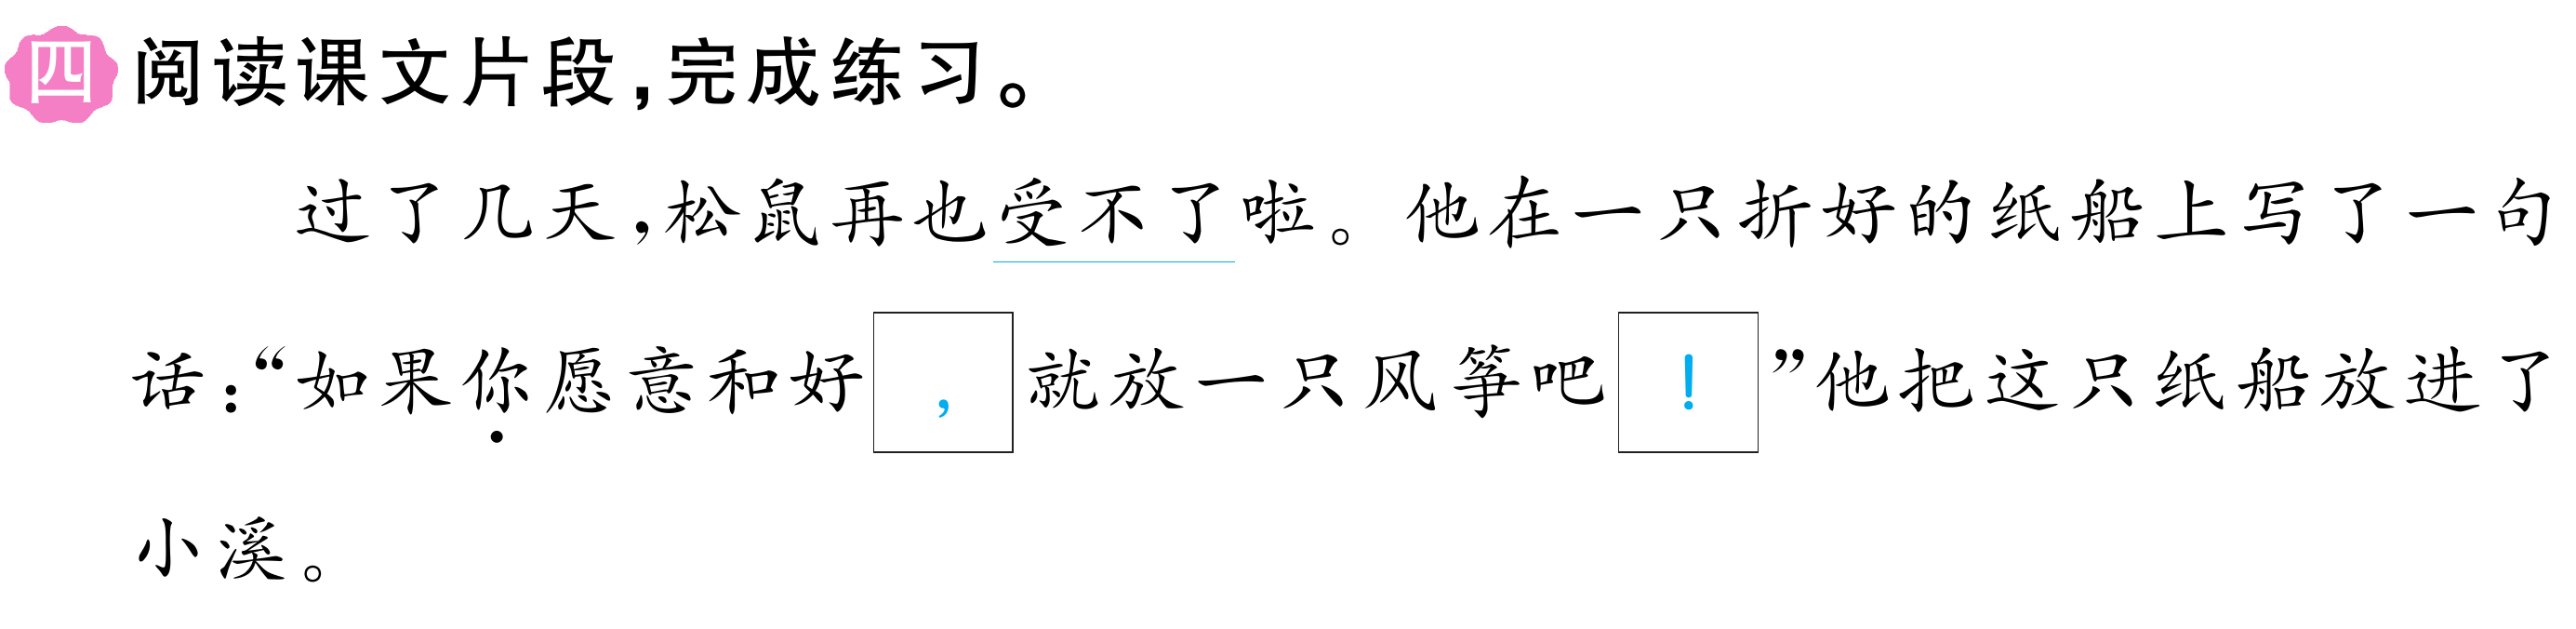 四 阅读课文片段,完成练习。
过了几天,松鼠再也受不了啦。他在一只折好的纸船上写了一句
话:“如果你愿意和好,就放一只风筝吧!”他把这只纸船放进了
小溪。